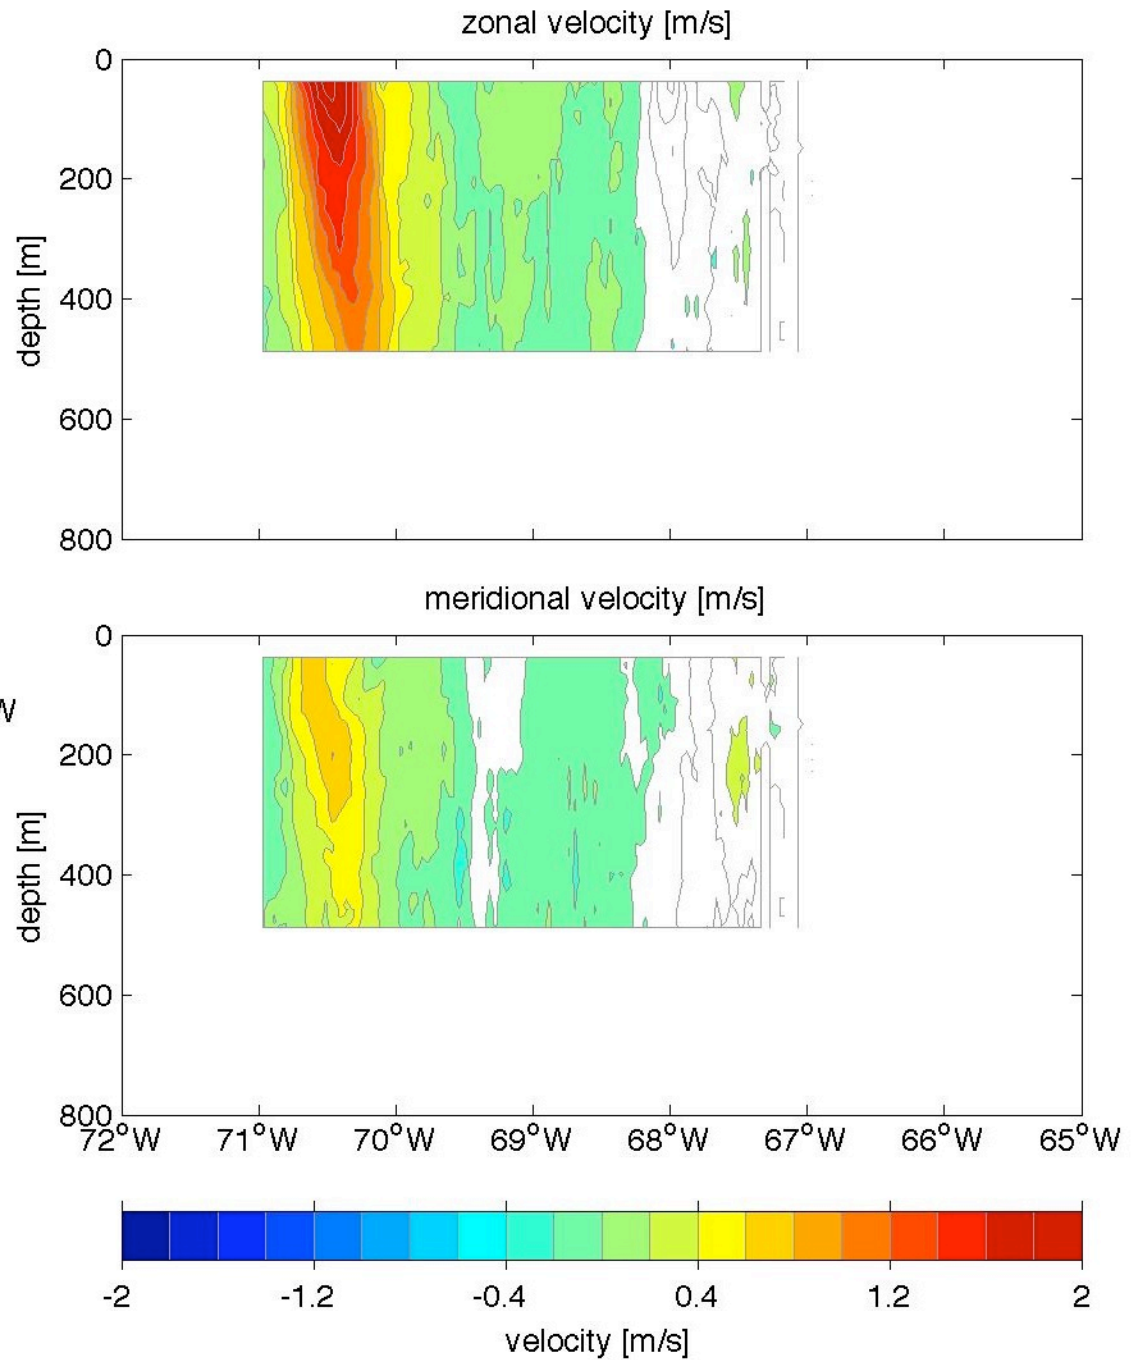 zonal velocity [m/s]
0
200
400
600
800
depth [m]
meridional velocity [m/s]
0
200
400
600
800
depth [m]
W
72°W 71°W 70°W 69°W 68°W 67°W 66°W 65°W
-2 -1.2 -0.4 0.4 1.2 2
velocity [m/s]